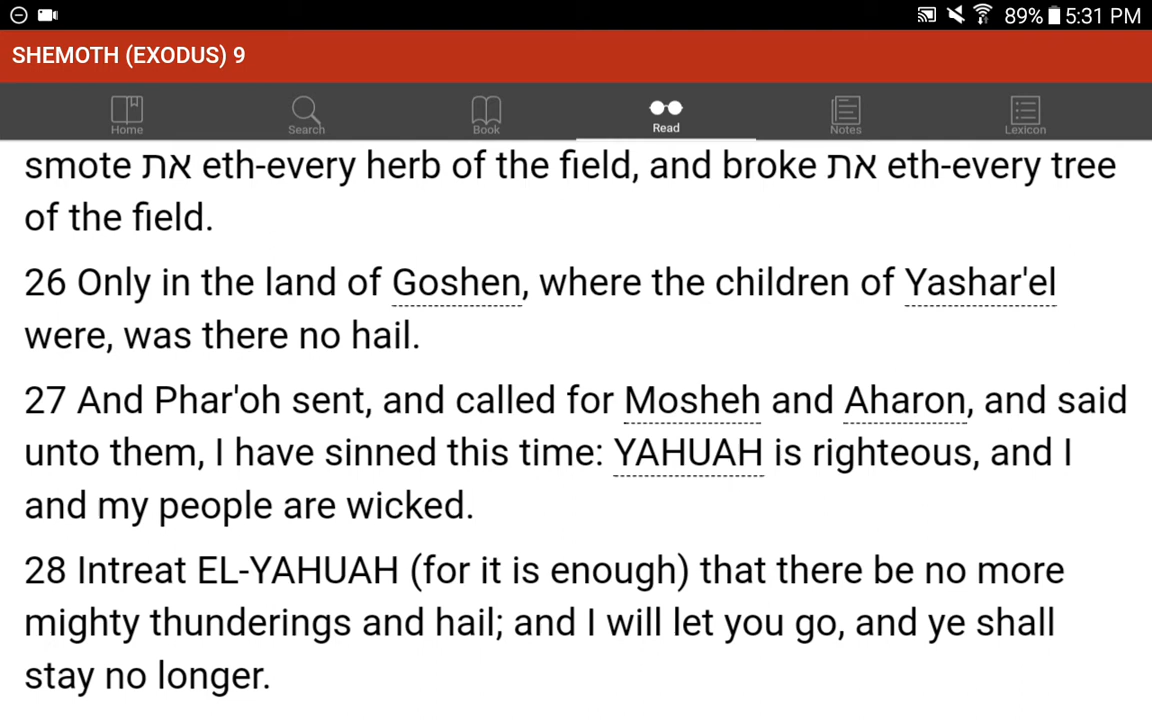 89% 5:31 PM
SHEMOTH (EXODUS) 9
Home Search Book Read Notes Lexicon
smote את eth-every herb of the field, and broke את eth-every tree
of the field.
26 Only in the land of Goshen, where the children of Yashar'el
were, was there no hail.
27 And Phar'oh sent, and called for Mosheh and Aharon, and said
unto them, I have sinned this time: YAHUAH is righteous, and I
and my people are wicked.
28 Intreat EL-YAHUAH (for it is enough) that there be no more
mighty thunderings and hail; and I will let you go, and ye shall
stay no longer.